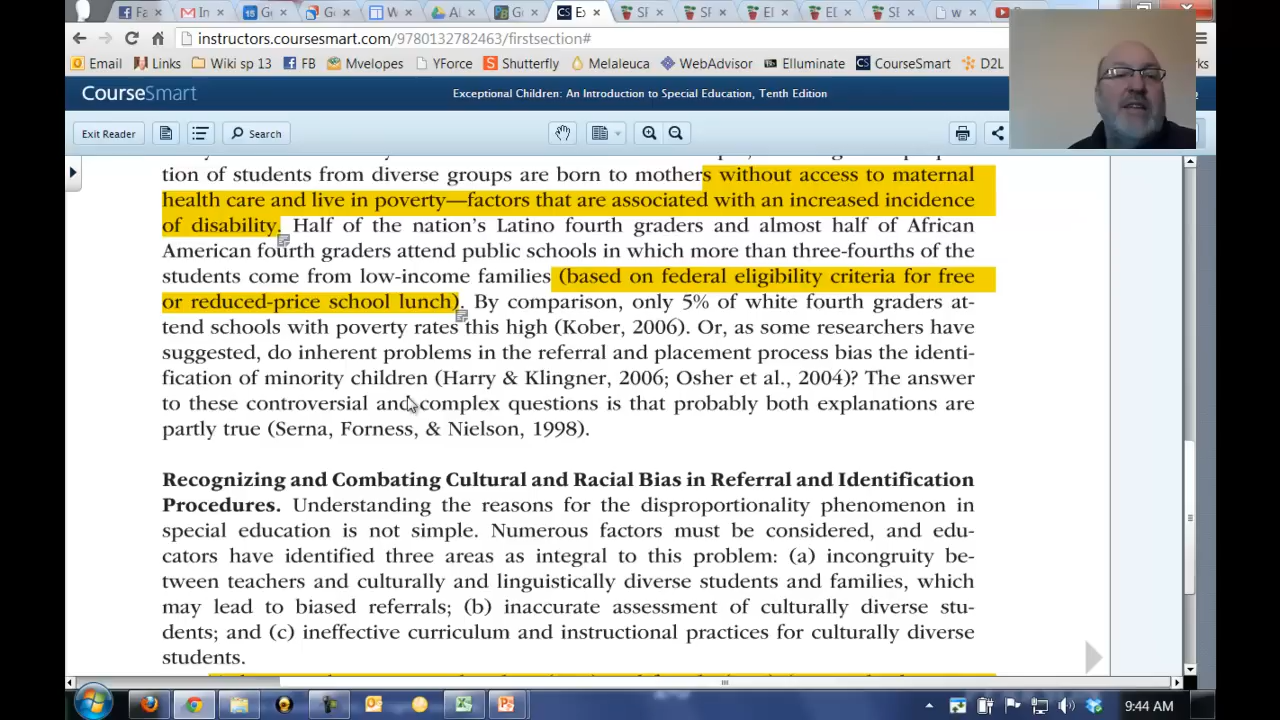 Fa
M In
Go
Go
W
Al
Go
CS Ex
SF
SF
El
EL
SE
w
instructors.coursesmart.com/9780132782463/firstsection#
Email Links Wiki sp 13 FB Mvelopes YForce Shutterfly Melaleuca WebAdvisor Elluminate CourseSmart D2L
CourseSmart
Exceptional Children: An Introduction to Special Education, Tenth Edition
Exit Reader Search
tion of students from diverse groups are born to mothers without access to maternal
health care and live in poverty—factors that are associated with an increased incidence
of disability. Half of the nation's Latino fourth graders and almost half of African
American fourth graders attend public schools in which more than three-fourths of the
students come from low-income families (based on federal eligibility criteria for free
or reduced-price school lunch). By comparison, only 5% of white fourth graders at-
tend schools with poverty rates this high (Kober, 2006). Or, as some researchers have
suggested, do inherent problems in the referral and placement process bias the identi-
fication of minority children (Harry & Klingner, 2006; Osher et al., 2004)? The answer
to these controversial and complex questions is that probably both explanations are
partly true (Serna, Forness, & Nielson, 1998).
Recognizing and Combating Cultural and Racial Bias in Referral and Identification
Procedures. Understanding the reasons for the disproportionality phenomenon in
special education is not simple. Numerous factors must be considered, and edu-
cators have identified three areas as integral to this problem: (a) incongruity be-
tween teachers and culturally and linguistically diverse students and families, which
may lead to biased referrals; (b) inaccurate assessment of culturally diverse stu-
dents; and (c) ineffective curriculum and instructional practices for culturally diverse
students.
9:44 AM